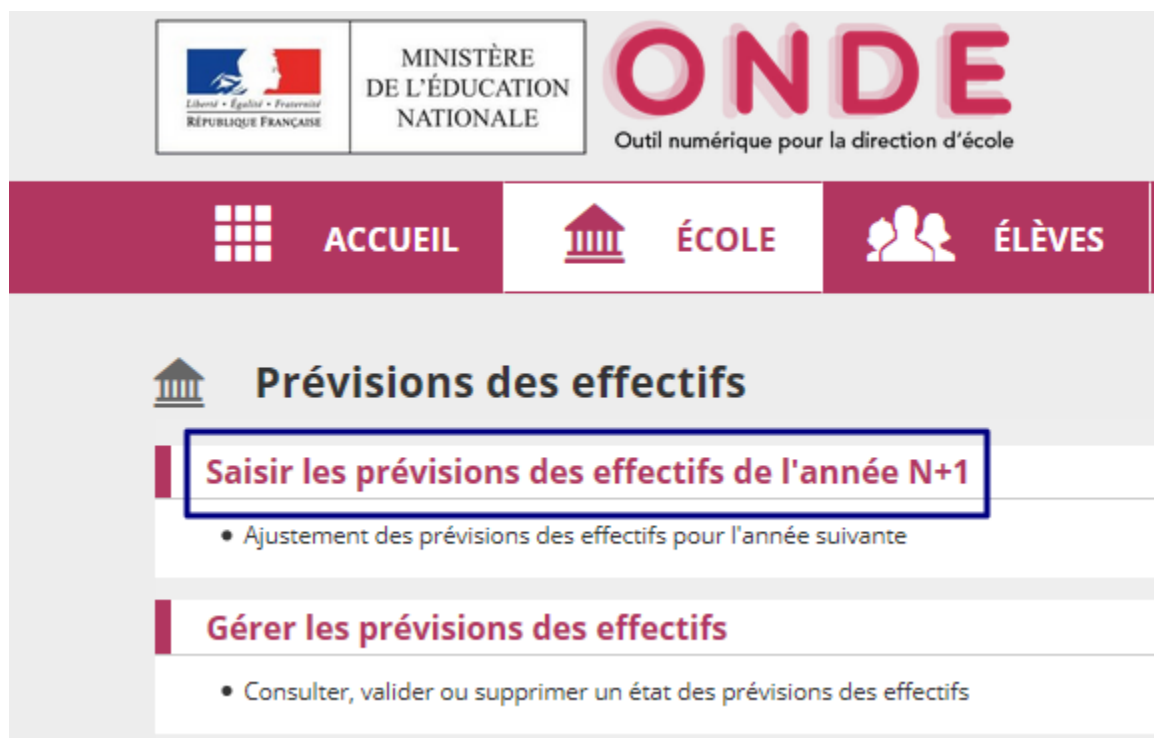 MINISTÈRE
DE L'ÉDUCATION
NATIONALE
Liberté • Égalité • Fraternité
RÉPUBLIQUE FRANÇAISE
ONDE
Outil numérique pour la direction d'école
ACCUEIL
ÉCOLE
ÉLÈVES
Prévisions des effectifs
Saisir les prévisions des effectifs de l'année N+1
• Ajustement des prévisions des effectifs pour l'année suivante
Gérer les prévisions des effectifs
• Consulter, valider ou supprimer un état des prévisions des effectifs